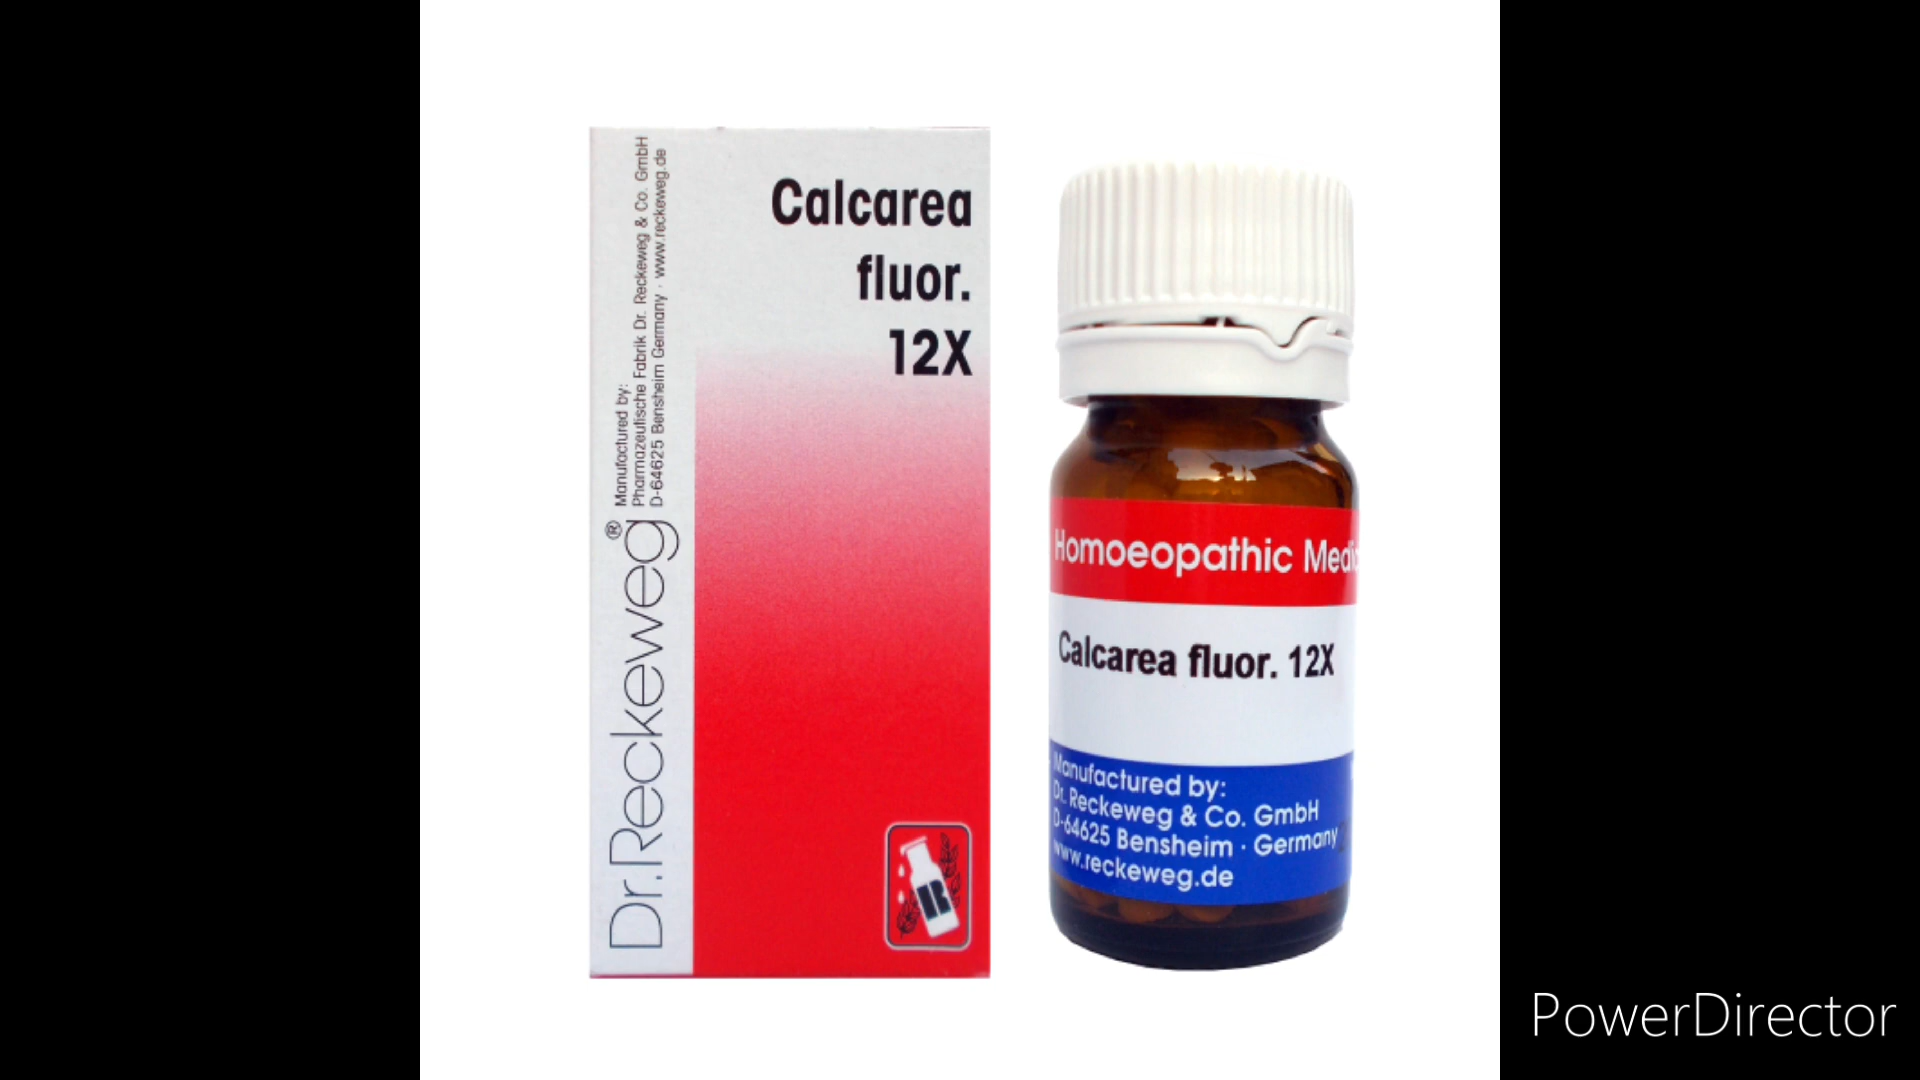 Calcarea
fluor.
12X
Dr.Reckeweg®
Manufactured by:
Pharmazeutische Fabrik Dr. Reckeweg & Co. GmbH
D-64625 Bensheim Germany · www.reckeweg.de
R
Homoeopathic Medic
Calcarea fluor. 12X
Manufactured by:
Dr. Reckeweg & Co. GmbH
D-64625 Bensheim · Germany
www.reckeweg.de
PowerDirector